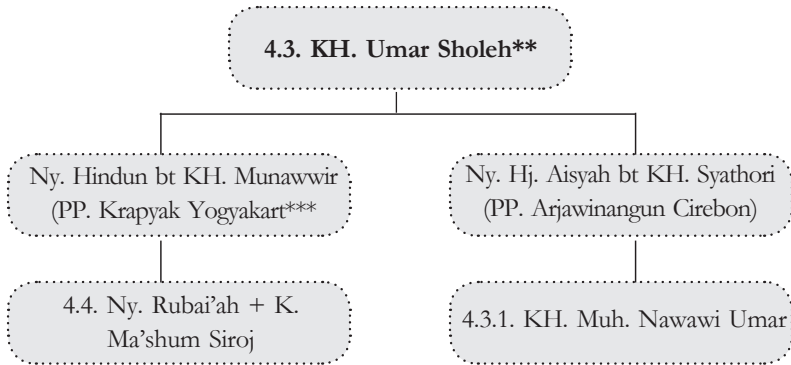 4.3. KH. Umar Sholeh**
Ny. Hindun bt KH. Munawwir
(PP. Krapyak Yogyakart***
Ny. Hj. Aisyah bt KH. Syathori
(PP. Arjawinangun Cirebon)
4.4. Ny. Rubai’ah + K.
Ma’shum Siroj
4.3.1. KH. Muh. Nawawi Umar